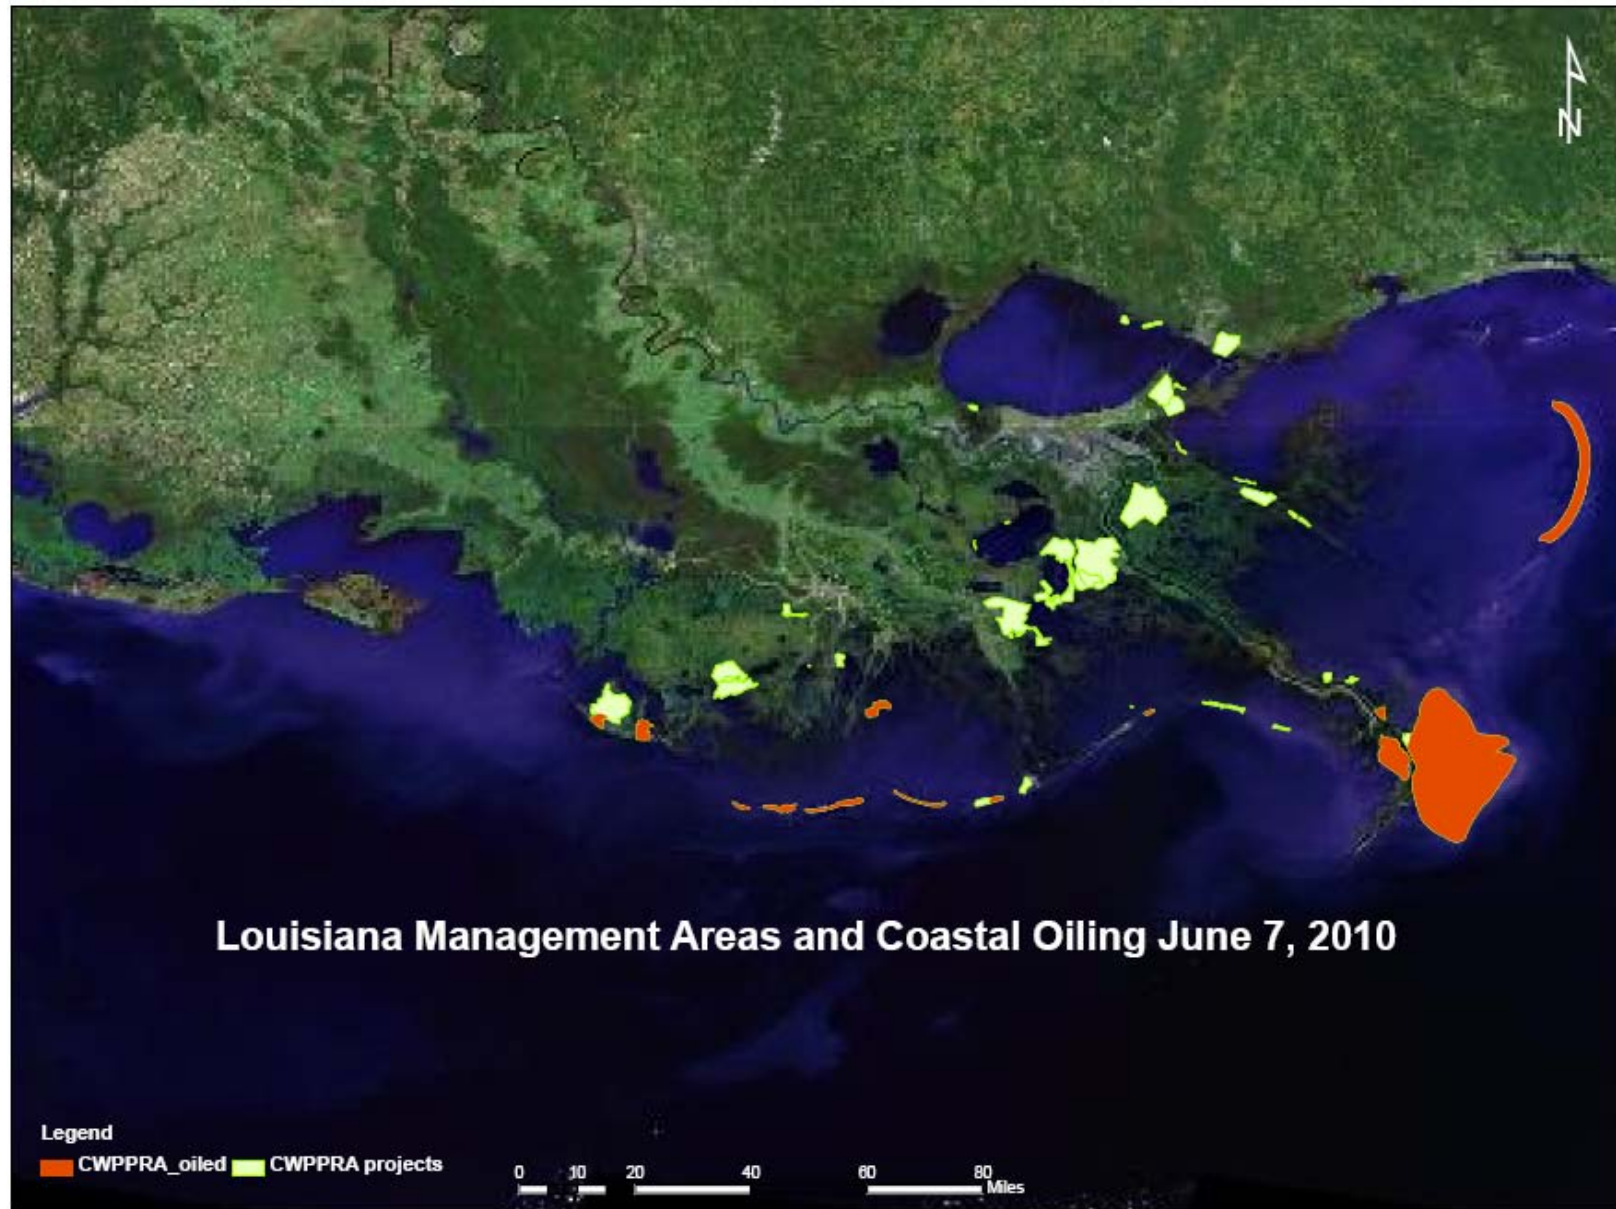 N
Louisiana Management Areas and Coastal Oiling June 7, 2010
Legend
CWPPRA_oiled CWPPRA projects
0 10 20 40 60 80
Miles